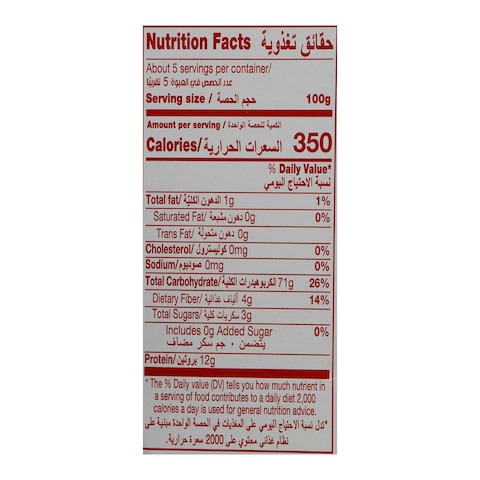 Nutrition Facts حقائق تغذوية
About 5 servings per container/
عدد الحصص في العبوة 5 تقريبًا
Serving size / حجم الحصة 100g
Amount per serving / الكمية للحصة الواحدة
Calories/السعرات الحرارية 350
% Daily Value*
نسبة الاحتياج اليومي
Total fat/الدهون الكليّة 1g 1%
Saturated Fat/دهون مشبعة 0g 0%
Trans Fat/دهون متحولة 0g
Cholesterol/كوليسترول 0mg 0%
Sodium/صوديوم 0mg 0%
Total Carbohydrate/الكربوهيدرات الكلية 71g 26%
Dietary Fiber/ألياف غذائية 4g 14%
Total Sugars/سكريات كلية 3g
Includes 0g Added Sugar 0%
يتضمن ٠ جم سكر مضاف
Protein/بروتين 12g
*The % Daily value (DV) tells you how much nutrient in
a serving of food contributes to a daily diet 2,000
calories a day is used for general nutrition advice.
*تدل نسبة الاحتياج اليومي على المغذيات في الحصة الواحدة مبنية على
نظام غذائى محتوي على 2000 سعرة حرارية.